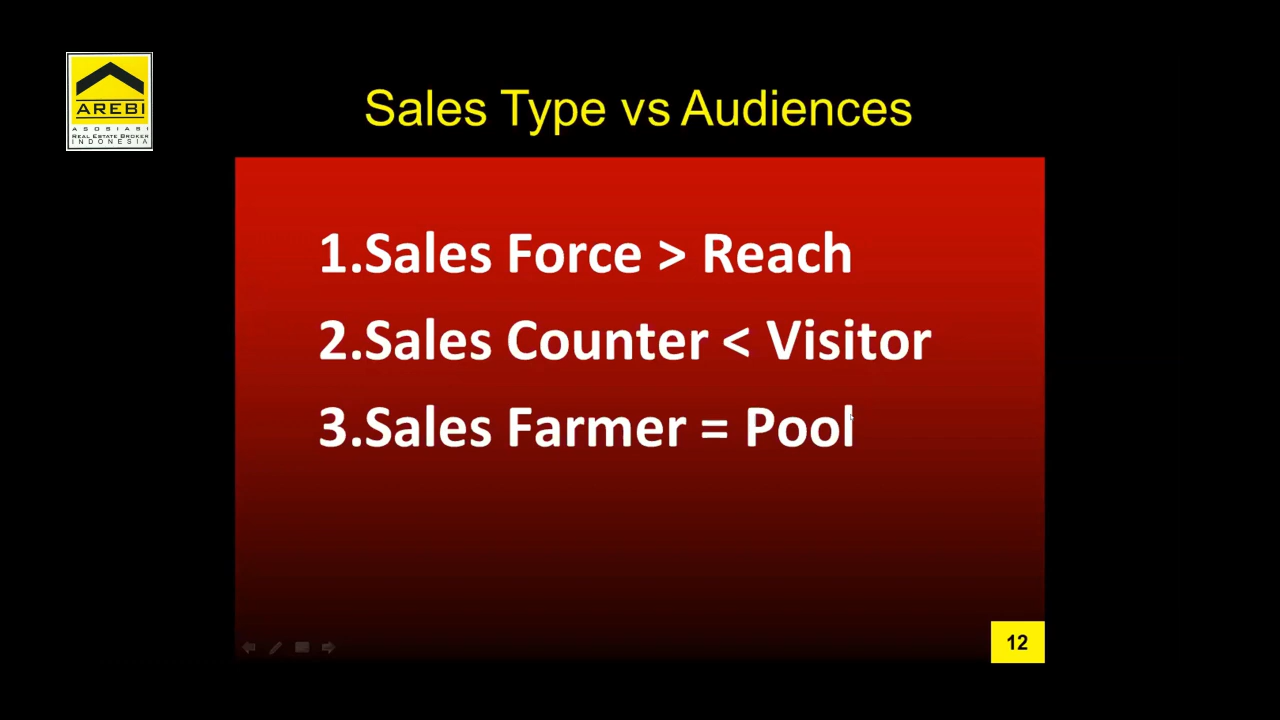 AREBI
ASOSIASI
REAL ESTATE BROKER
INDONESIA
Sales Type vs Audiences
1.Sales Force > Reach
2.Sales Counter < Visitor
3.Sales Farmer = Pool
12